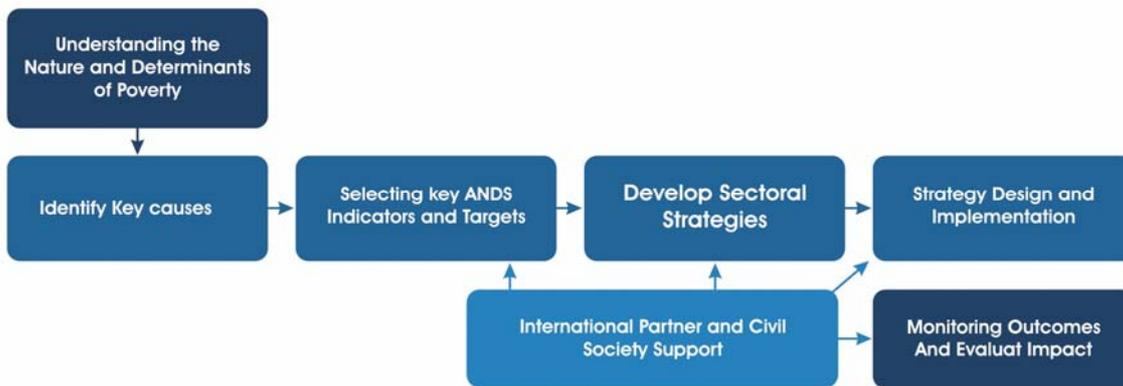 Understanding the
Nature and Determinants
of Poverty
Identify Key causes
Selecting key ANDS
Indicators and Targets
Develop Sectoral
Strategies
Strategy Design and
Implementation
International Partner and Civil
Society Support
Monitoring Outcomes
And Evaluat Impact